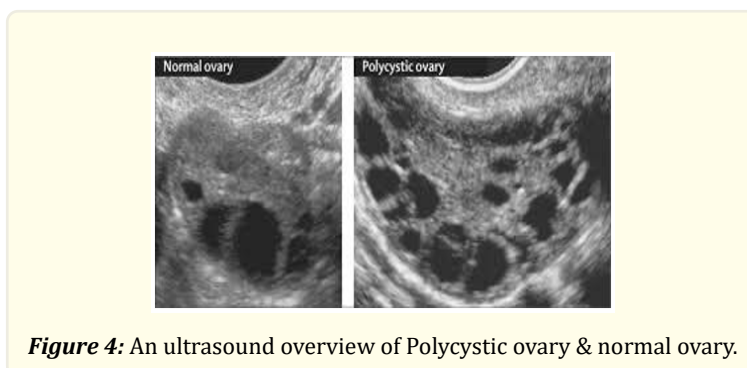 Normal ovary
Polycystic ovary
Figure 4: An ultrasound overview of Polycystic ovary & normal ovary.